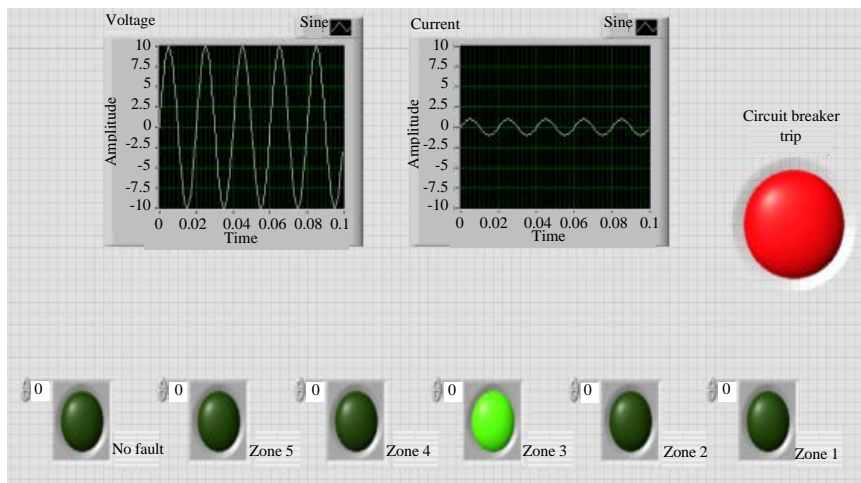 Voltage
Sine
Amplitude
10
7.5
5
2.5
0
-2.5
-5
-7.5
-10
0 0.02 0.04 0.06 0.08 0.1
Time
Current
Sine
Amplitude
10
7.5
5
2.5
0
-2.5
-5
-7.5
-10
0 0.02 0.04 0.06 0.08 0.1
Time
Circuit breaker
trip
0
No fault
0
Zone 5
0
Zone 4
0
Zone 3
0
Zone 2
0
Zone 1